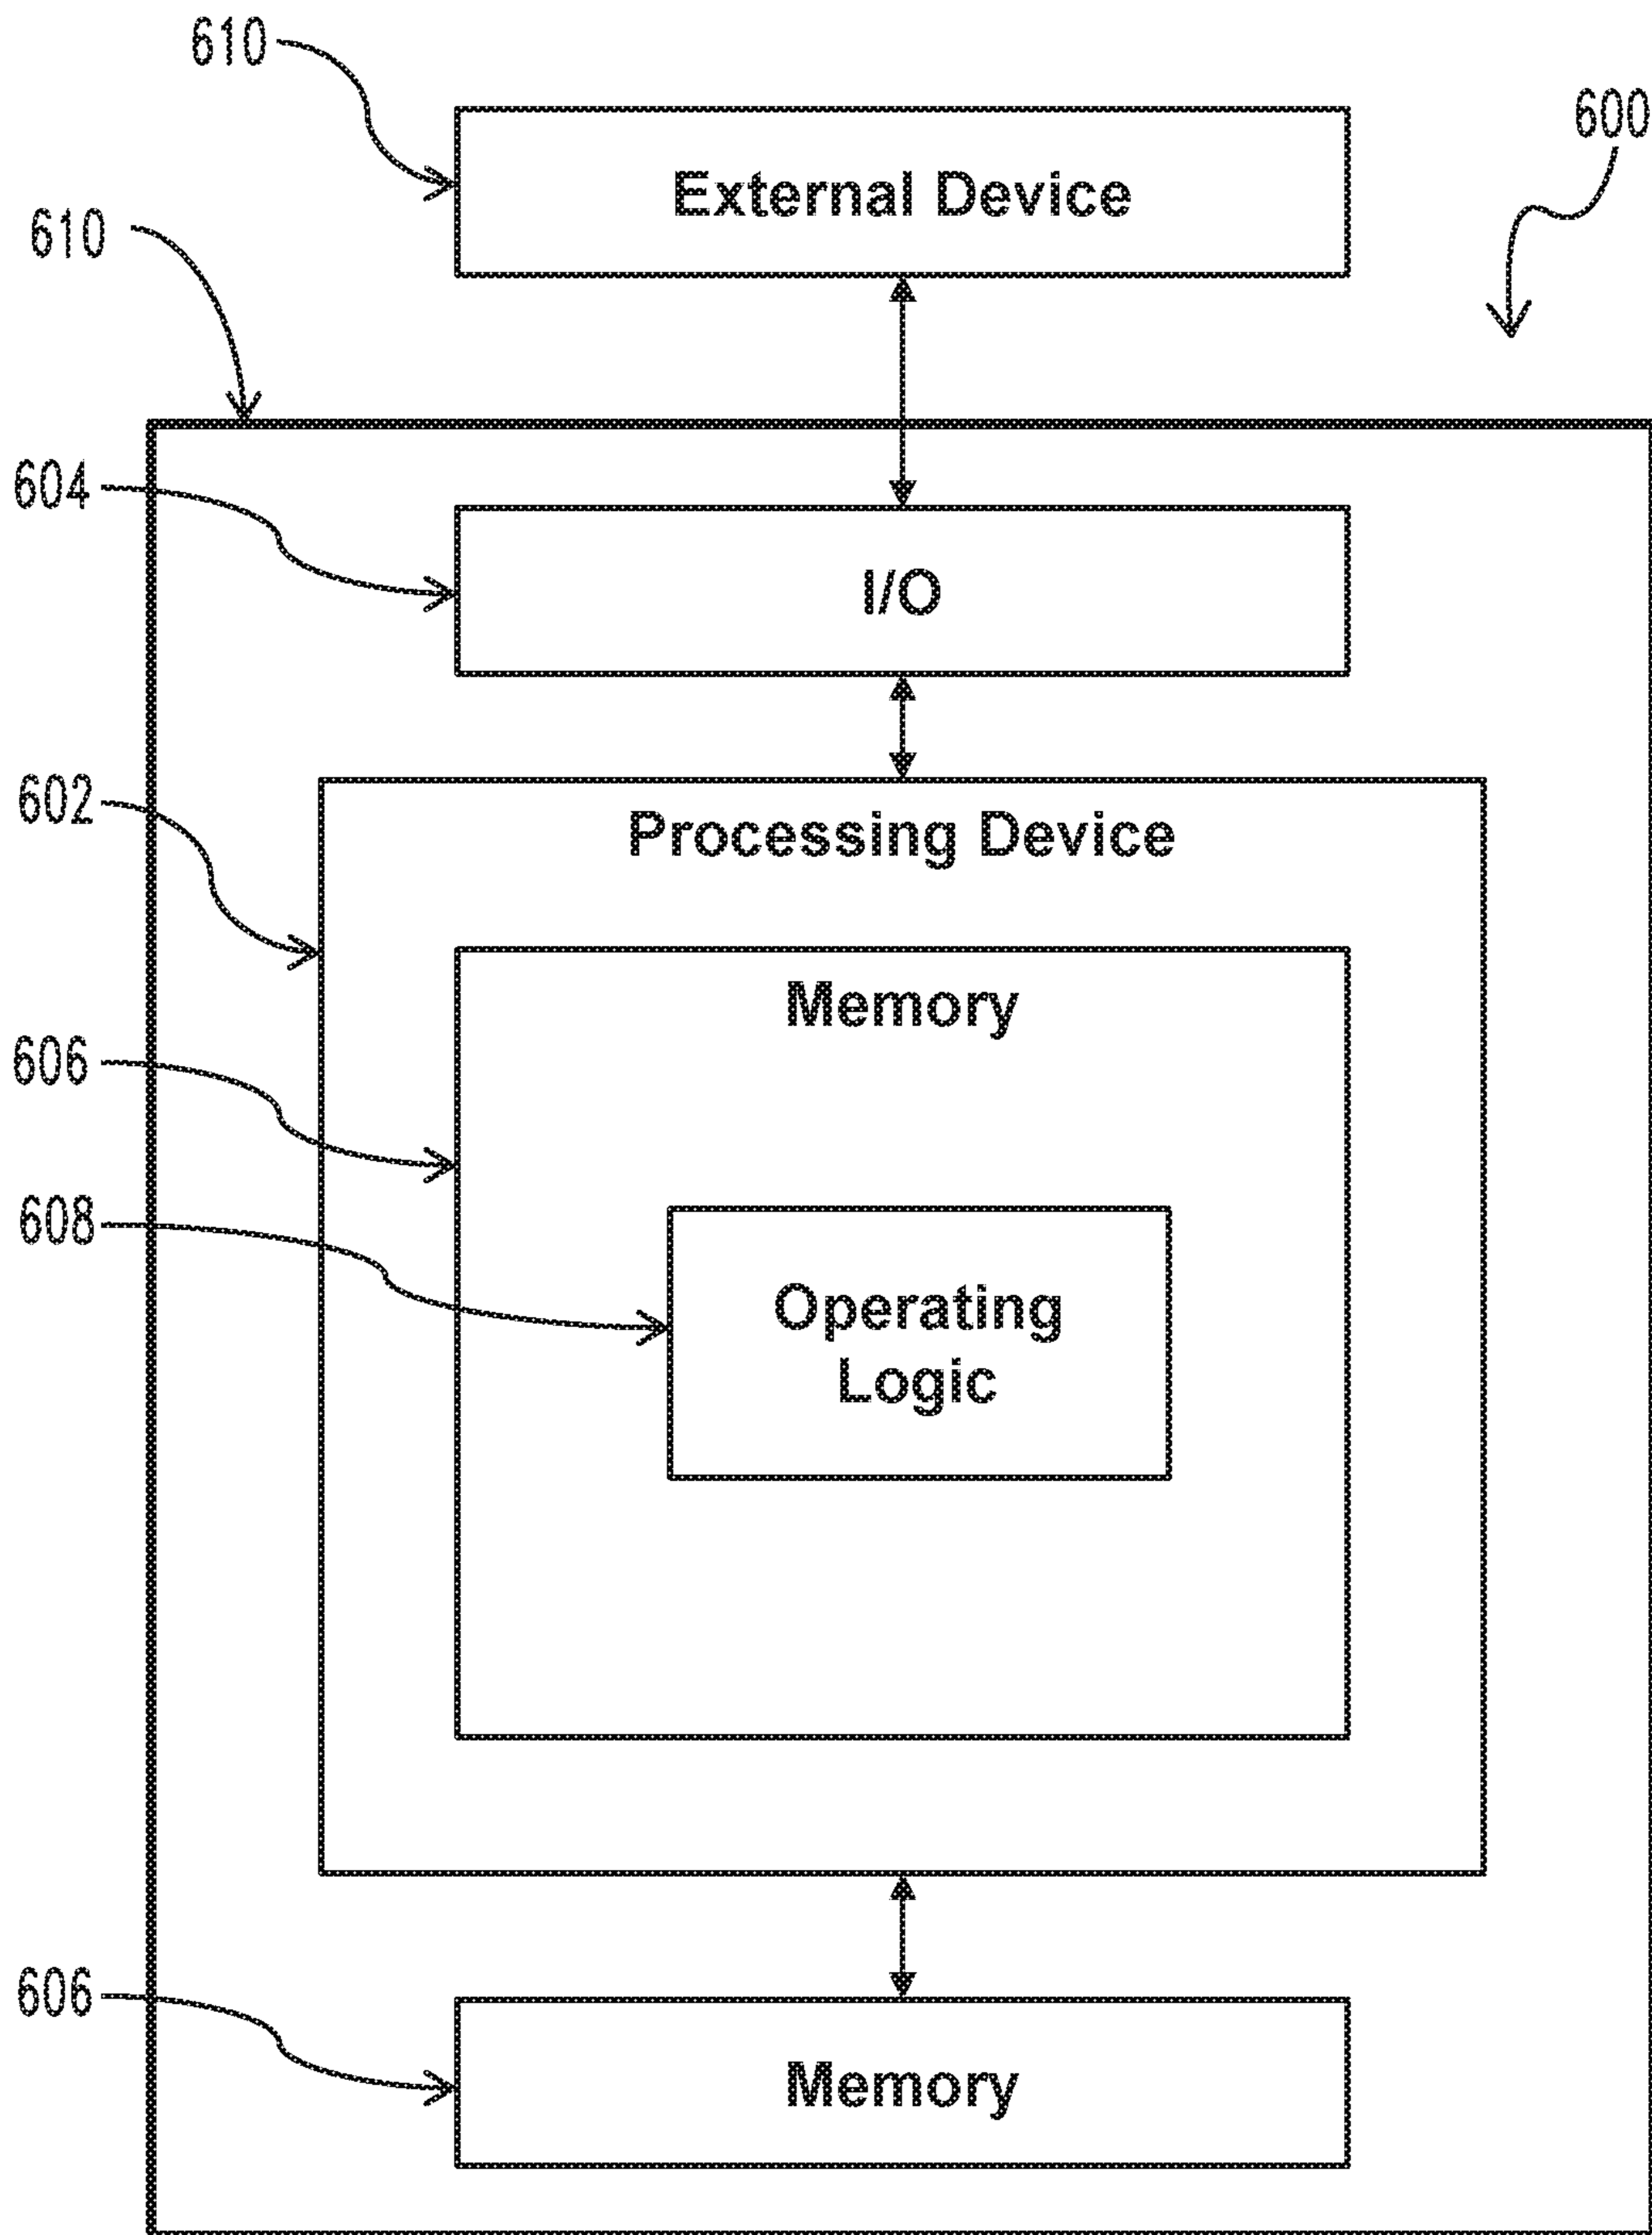 610
600
External Device
610
604
I/O
602
Processing Device
Memory
606
608
Operating
Logic
606
Memory